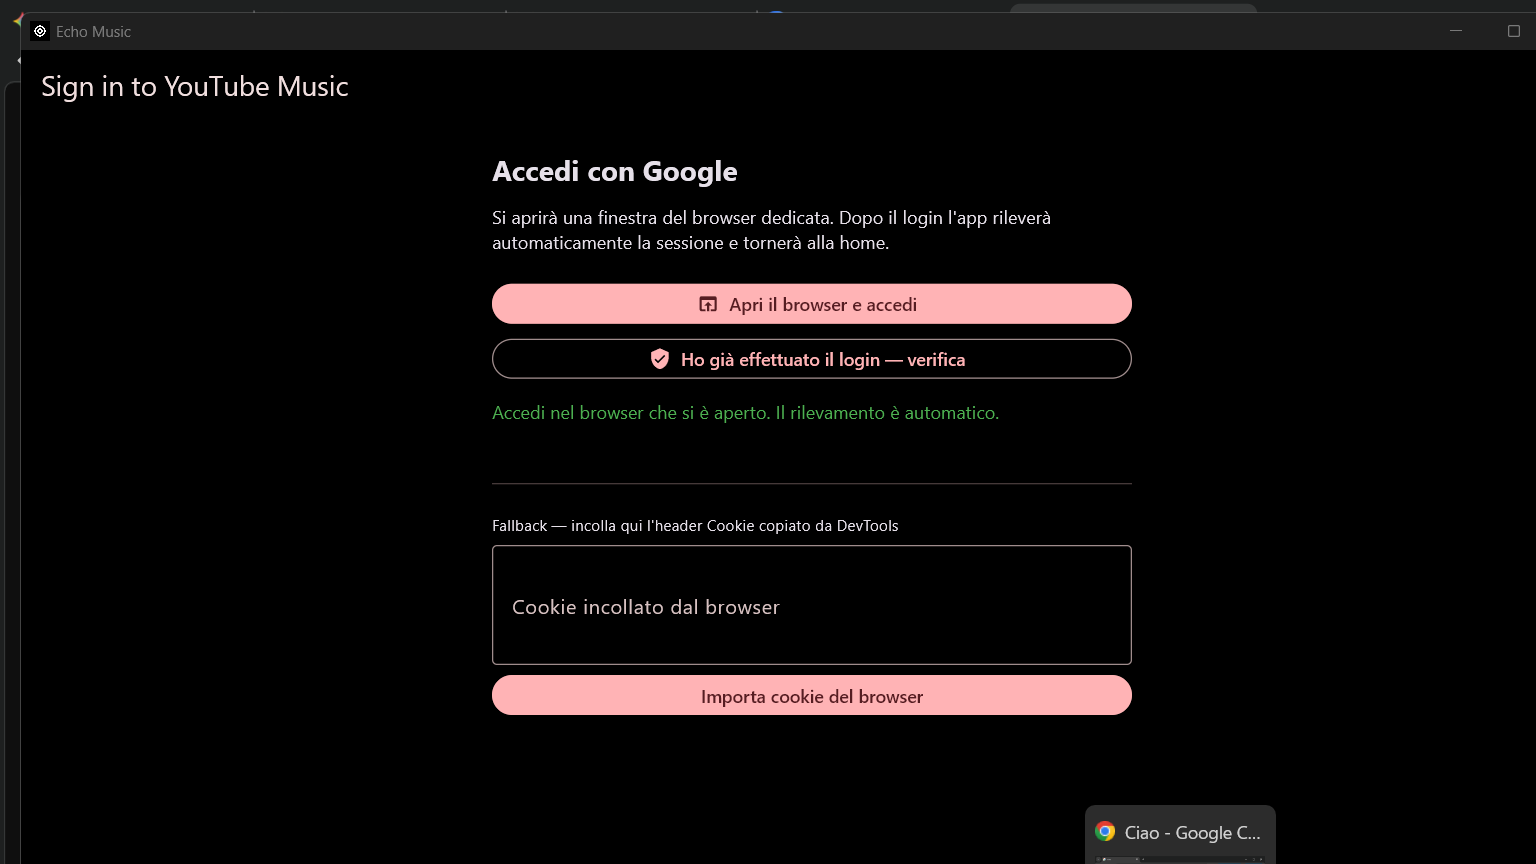 Echo Music
Sign in to YouTube Music
Accedi con Google
Si aprirà una finestra del browser dedicata. Dopo il login l'app rileverà
automaticamente la sessione e tornerà alla home.
Apri il browser e accedi
Ho già effettuato il login — verifica
Accedi nel browser che si è aperto. Il rilevamento è automatico.
Fallback — incolla qui l'header Cookie copiato da DevTools
Cookie incollato dal browser
Importa cookie del browser
Ciao - Google C...